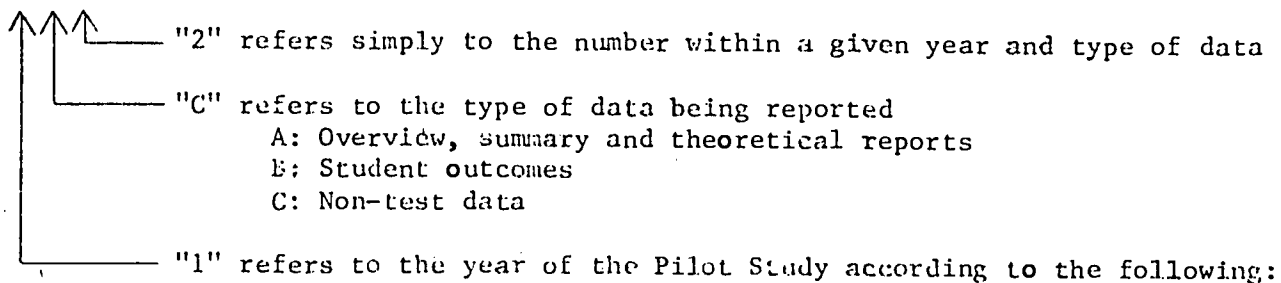 "2" refers simply to the number within a given year and type of data
"C" refers to the type of data being reported
A: Overview, summary and theoretical reports
B: Student outcomes
C: Non-test data
"1" refers to the year of the Pilot Study according to the following: